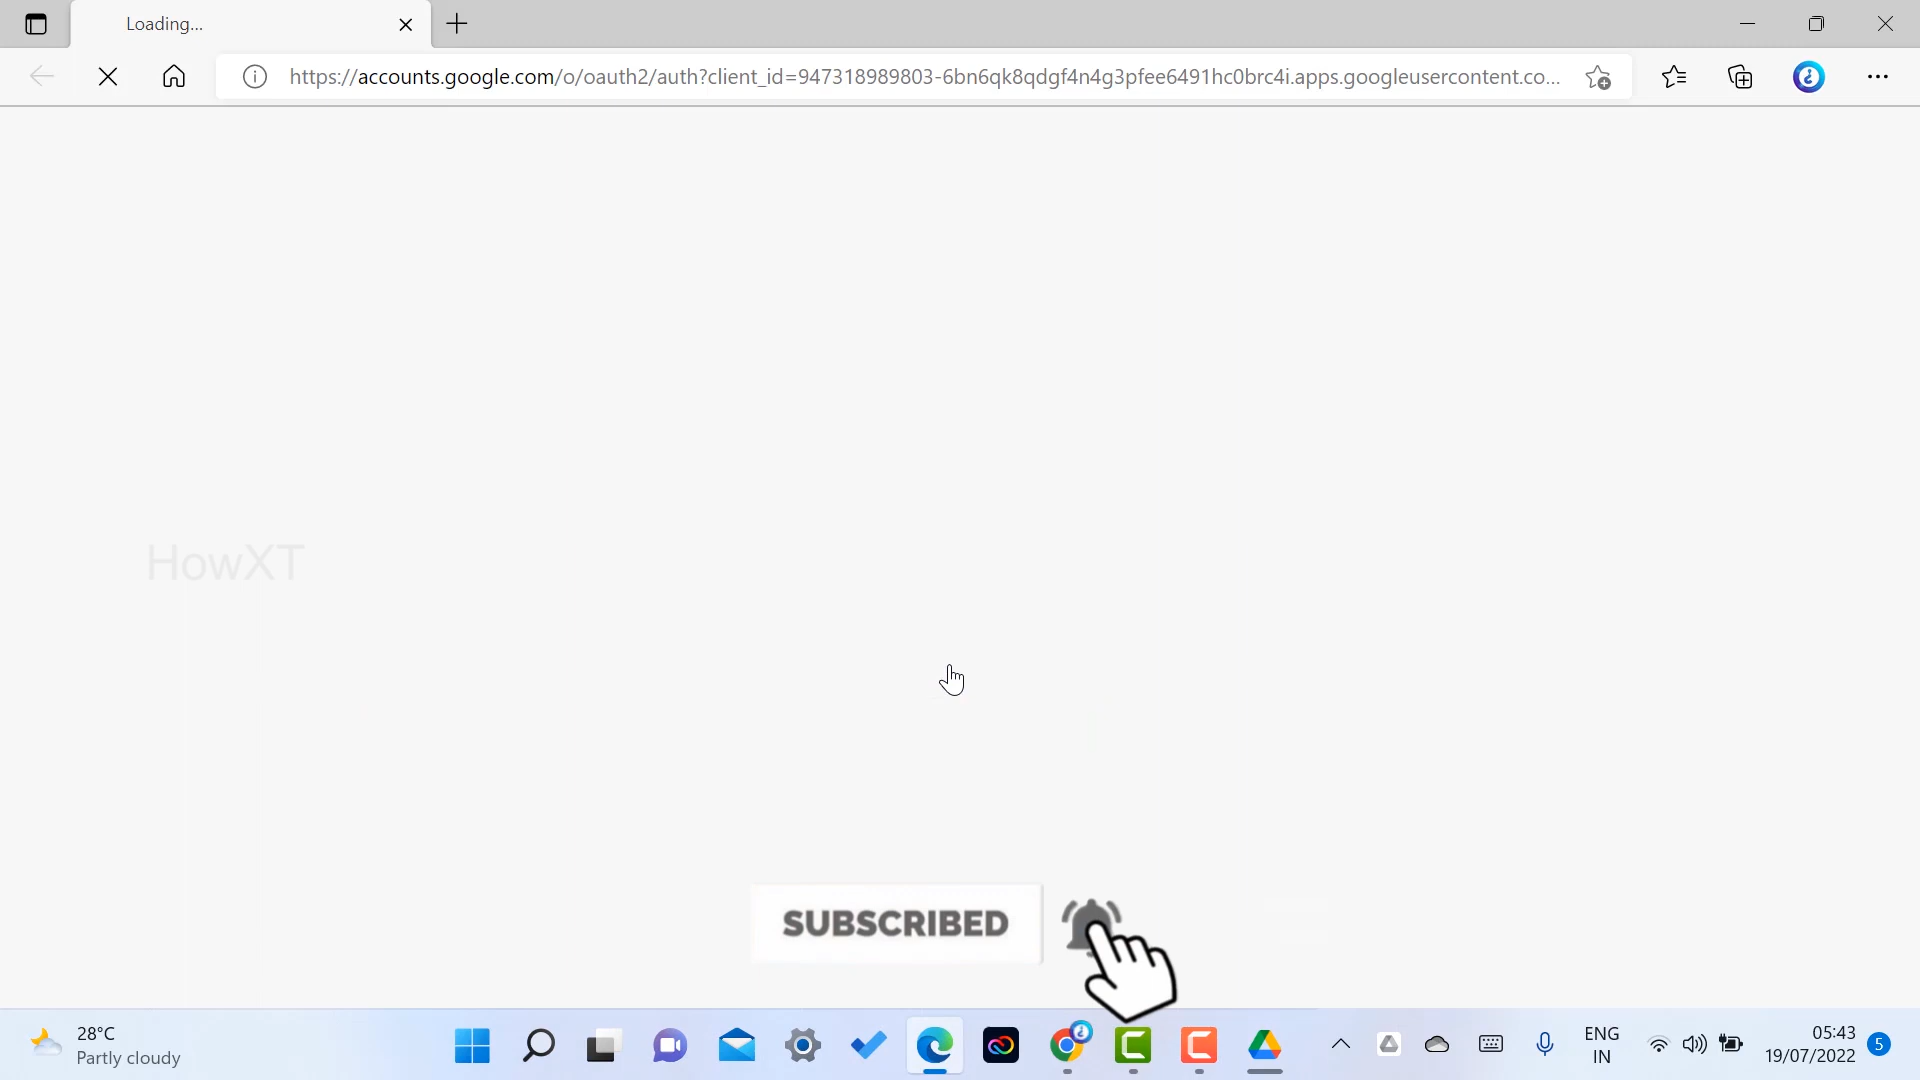 Loading...
https://accounts.google.com/o/oauth2/auth?client_id=947318989803-6bn6qk8qdgf4n4g3pfee6491hc0brc4i.apps.googleusercontent.co...
HowXT
SUBSCRIBED
28°C
Partly cloudy
ENG
IN
05:43
19/07/2022
5